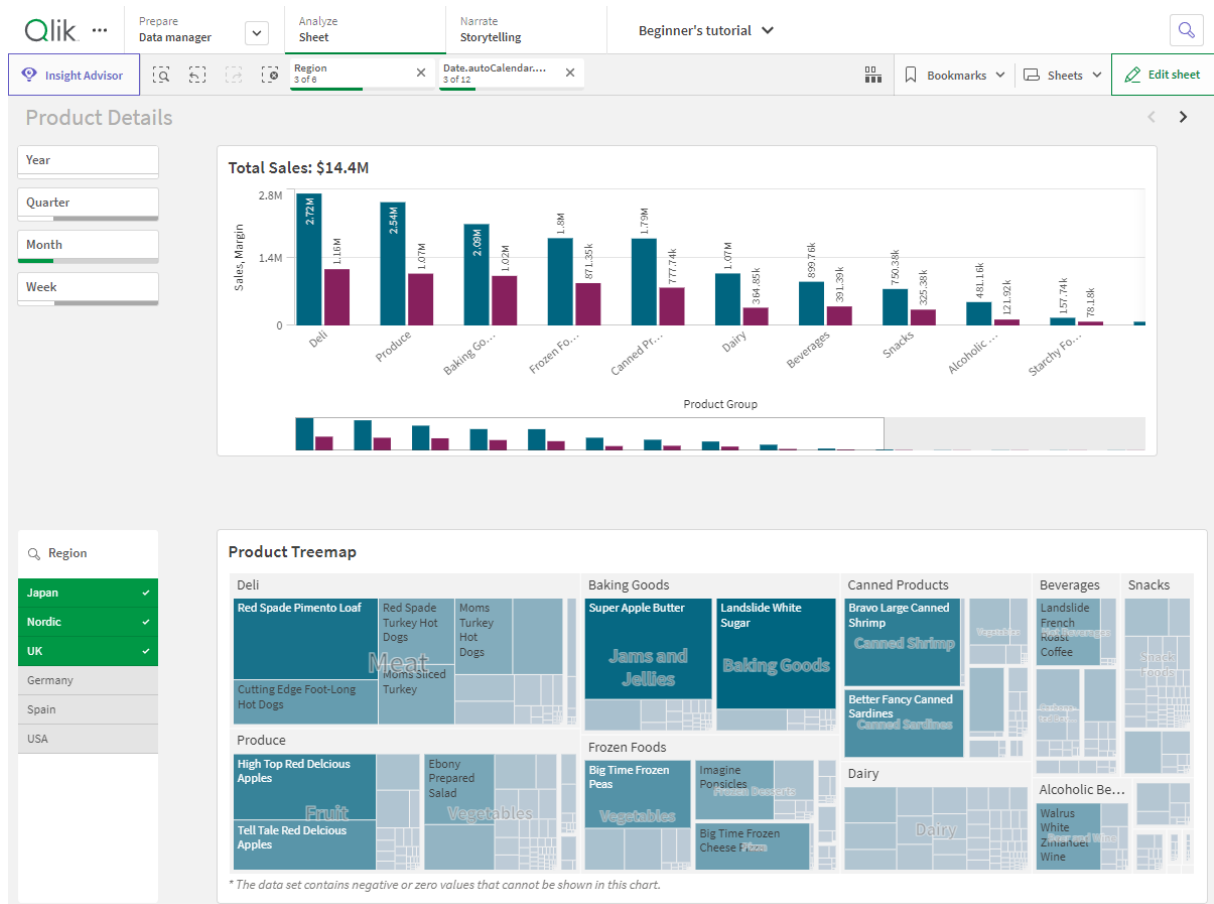 Qlik
Prepare
Data manager
Analyze
Sheet
Narrate
Storytelling
Beginner's tutorial
Insight Advisor
Region
3 of 6
Date.autoCalendar....
3 of 12
Bookmarks
Sheets
Edit sheet
Product Details
Year
Quarter
Month
Week
Total Sales: $14.4M
Sales, Margin
2.8M
1.4M
0
2.72M
1.16M
2.54M
1.07M
2.09M
1.02M
1.8M
871.35k
1.79M
777.74k
1.07M
364.85k
899.76k
391.39k
750.38k
325.38k
481.16k
121.92k
157.74k
78.18k
Deli
Produce
Baking Go...
Frozen Fo...
Canned Pr...
Dairy
Beverages
Snacks
Alcoholic ...
Starchy Fo...
Product Group
Region
Japan
Nordic
UK
Germany
Spain
USA
Product Treemap
Deli
Red Spade Pimento Loaf
Red Spade
Turkey Hot
Dogs
Moms
Turkey
Hot
Dogs
Meat
Moms Sliced
Turkey
Cutting Edge Foot-Long
Hot Dogs
Produce
High Top Red Delcious
Apples
Fruit
Tell Tale Red Delcious
Apples
Ebony
Prepared
Salad
Vegetables
Baking Goods
Super Apple Butter
Jams and
Jellies
Landslide White
Sugar
Baking Goods
Frozen Foods
Big Time Frozen
Peas
Vegetables
Imagine
Popsicles
Frozen Desserts
Big Time Frozen
Cheese
Pizza
Canned Products
Bravo Large Canned
Shrimp
Canned Shrimp
Vegetables
Better Fancy Canned
Sardines
Canned Sardines
Dairy
Dairy
Beverages
Landslide
French
Roast
Coffee
Hot Beverages
Snacks
Snack
Foods
Alcoholic Be...
Walrus
White
Zinfandel
Wine
Beer and Wine
* The data set contains negative or zero values that cannot be shown in this chart.